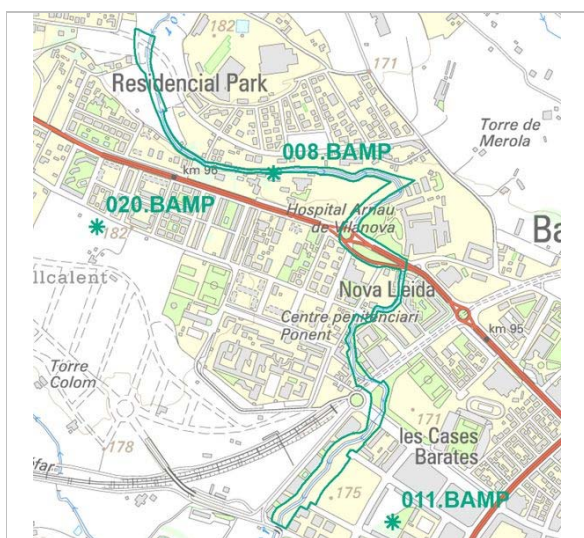 182
171
Residencial Park
Torre de
Merola
008.BAMP
km 96
020.BAMP
182
Hospital Arnau
de Vilanova
Ba
llcalent
Nova Lleida
Centre penitenciari
Ponent
km 95
Torre
Colom
171
les Cases
Barates
178
175
011.BAMP